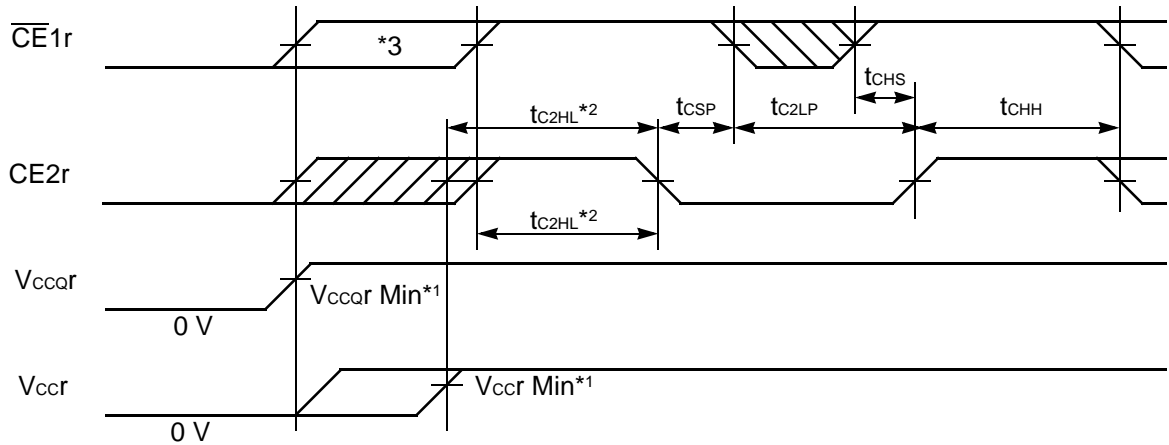 CE1r
*3
tCHS
tC2HL*2
tCSP
tC2LP
tCHH
CE2r
tC2HL*2
VCCQr
VCCQr Min*1
0 V
VCCr
VCCr Min*1
0 V